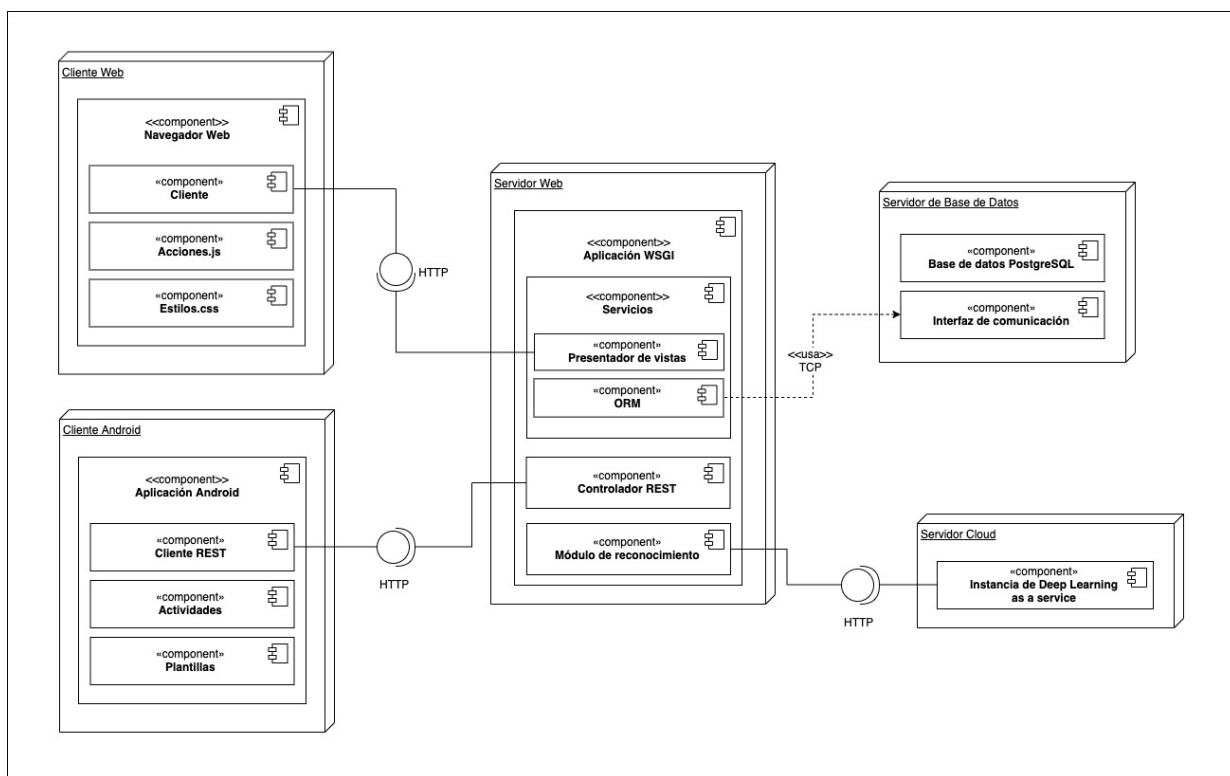 Cliente Web
<<component>>
Navegador Web
«component»
Cliente
«component»
Acciones.js
«component»
Estilos.css
HTTP
Cliente Android
<<component>>
Aplicación Android
«component»
Cliente REST
«component»
Actividades
«component»
Plantillas
HTTP
Servidor Web
<<component>>
Aplicación WSGI
<<component>>
Servicios
«component»
Presentador de vistas
«component»
ORM
«component»
Controlador REST
«component»
Módulo de reconocimiento
<<usa>>
TCP
Servidor de Base de Datos
«component»
Base de datos PostgreSQL
«component»
Interfaz de comunicación
HTTP
Servidor Cloud
«component»
Instancia de Deep Learning
as a service